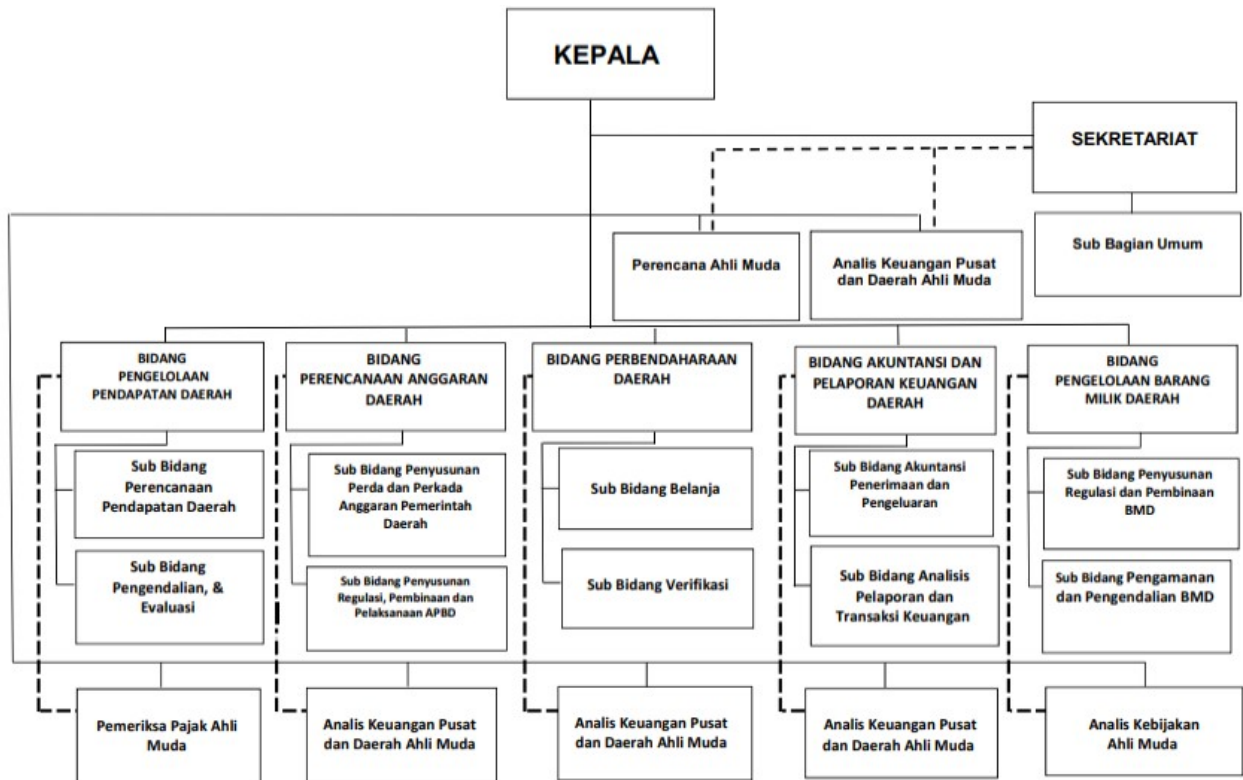 KEPALA
SEKRETARIAT
Sub Bagian Umum
Perencana Ahli Muda
Analis Keuangan Pusat
dan Daerah Ahli Muda
BIDANG
PENGELOLAAN
PENDAPATAN DAERAH
BIDANG
PERENCANAAN ANGGARAN
DAERAH
BIDANG PERBENDAHARAAN
DAERAH
BIDANG AKUNTANSI DAN
PELAPORAN KEUANGAN
DAERAH
BIDANG
PENGELOLAAN BARANG
MILIK DAERAH
Sub Bidang
Perencanaan
Pendapatan Daerah
Sub Bidang Penyusunan
Perda dan Perkada
Anggaran Pemerintah
Daerah
Sub Bidang Belanja
Sub Bidang Akuntansi
Penerimaan dan
Pengeluaran
Sub Bidang Penyusunan
Regulasi dan Pembinaan
BMD
Sub Bidang
Pengendalian, &
Evaluasi
Sub Bidang Penyusunan
Regulasi, Pembinaan dan
Pelaksanaan APBD
Sub Bidang Verifikasi
Sub Bidang Analisis
Pelaporan dan
Transaksi Keuangan
Sub Bidang Pengamanan
dan Pengendalian BMD
Pemeriksa Pajak Ahli
Muda
Analis Keuangan Pusat
dan Daerah Ahli Muda
Analis Keuangan Pusat
dan Daerah Ahli Muda
Analis Keuangan Pusat
dan Daerah Ahli Muda
Analis Kebijakan
Ahli Muda